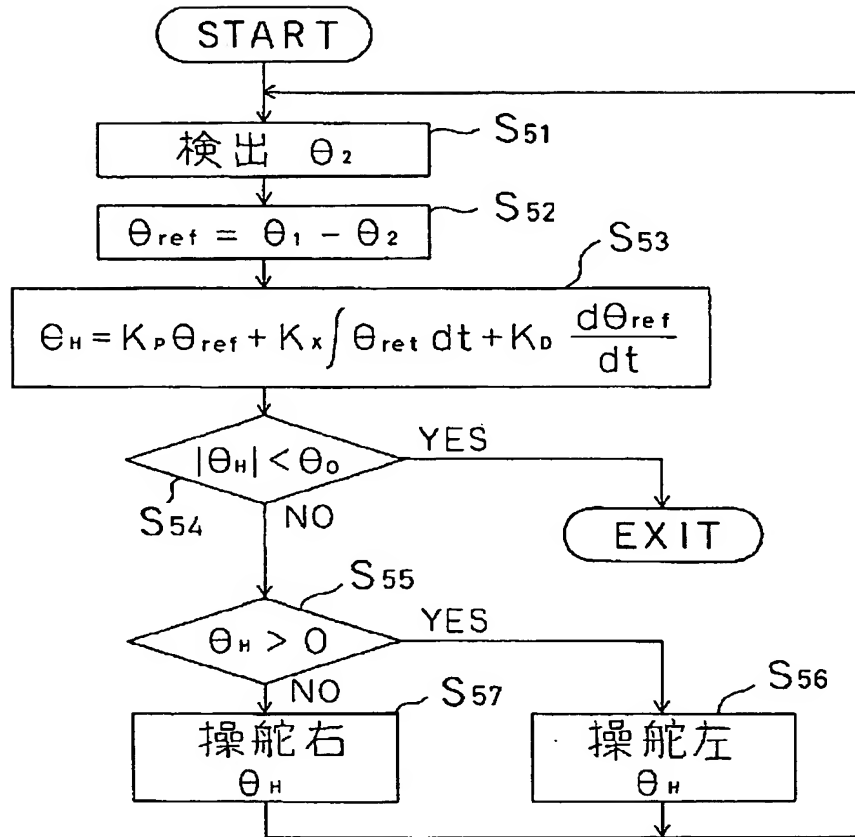 START
検出 θ₂
S₅₁
θref = θ₁ - θ₂
S₅₂
S₅₃
θH = KP θref + KX ∫ θret dt + KD dθref/dt
|θH| < θ₀
YES
S₅₄
NO
EXIT
S₅₅
θH > 0
YES
NO
S₅₇
操舵右
θH
S₅₆
操舵左
θH